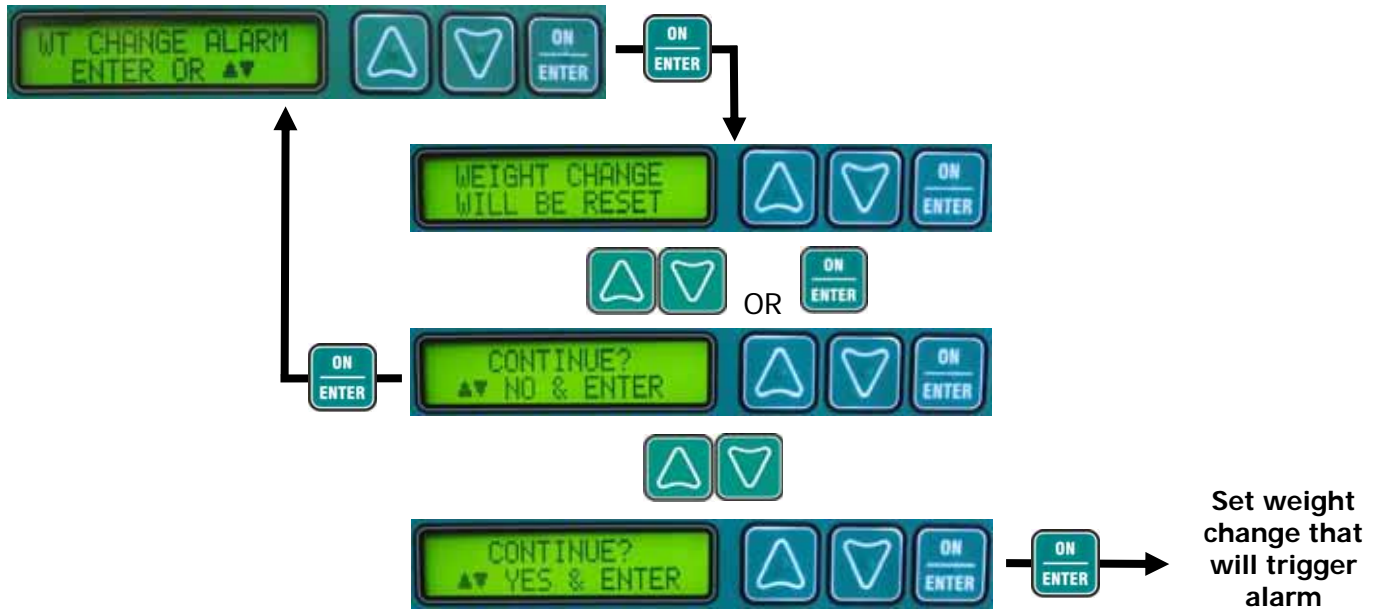 WT CHANGE ALARM
ENTER OR ▲▼
ON
ENTER
ON
ENTER
WEIGHT CHANGE
WILL BE RESET
ON
ENTER
OR
ON
ENTER
ON
ENTER
CONTINUE?
▲▼ NO & ENTER
ON
ENTER
CONTINUE?
▲▼ YES & ENTER
ON
ENTER
ON
ENTER
Set weight
change that
will trigger
alarm